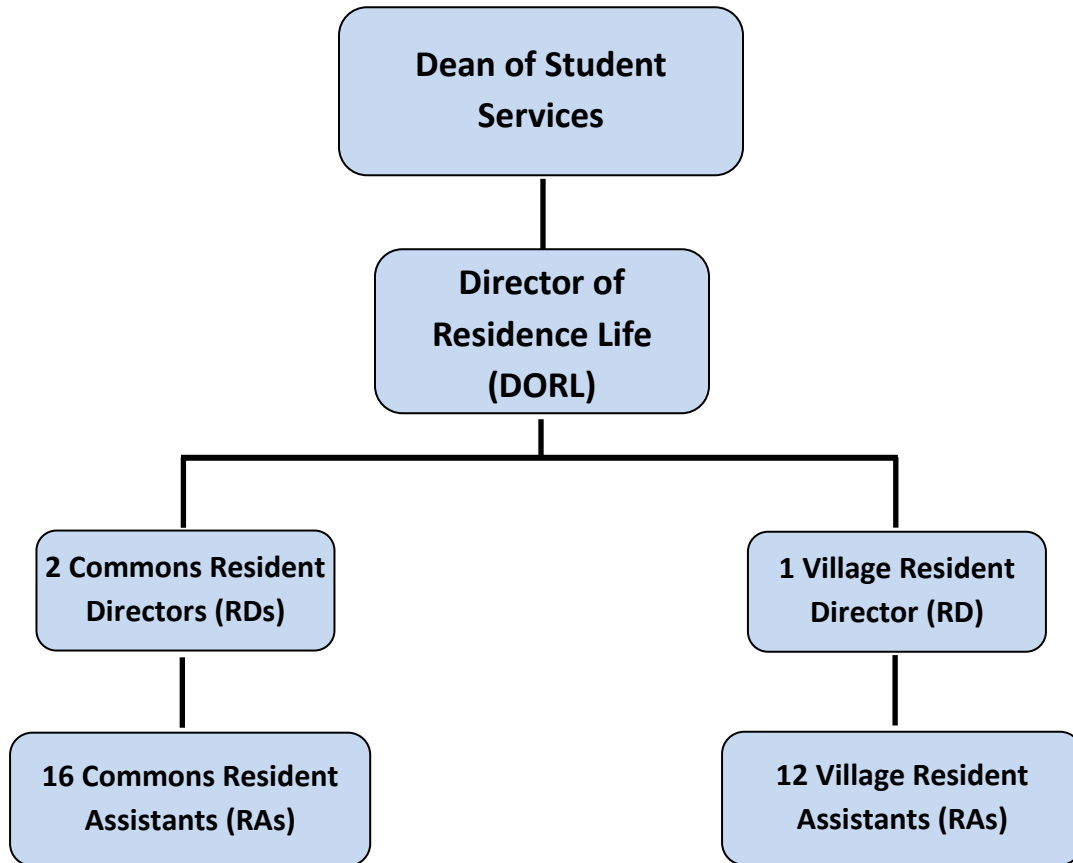 Dean of Student
Services
Director of
Residence Life
(DORL)
2 Commons Resident
Directors (RDs)
1 Village Resident
Director (RD)
16 Commons Resident
Assistants (RAs)
12 Village Resident
Assistants (RAs)